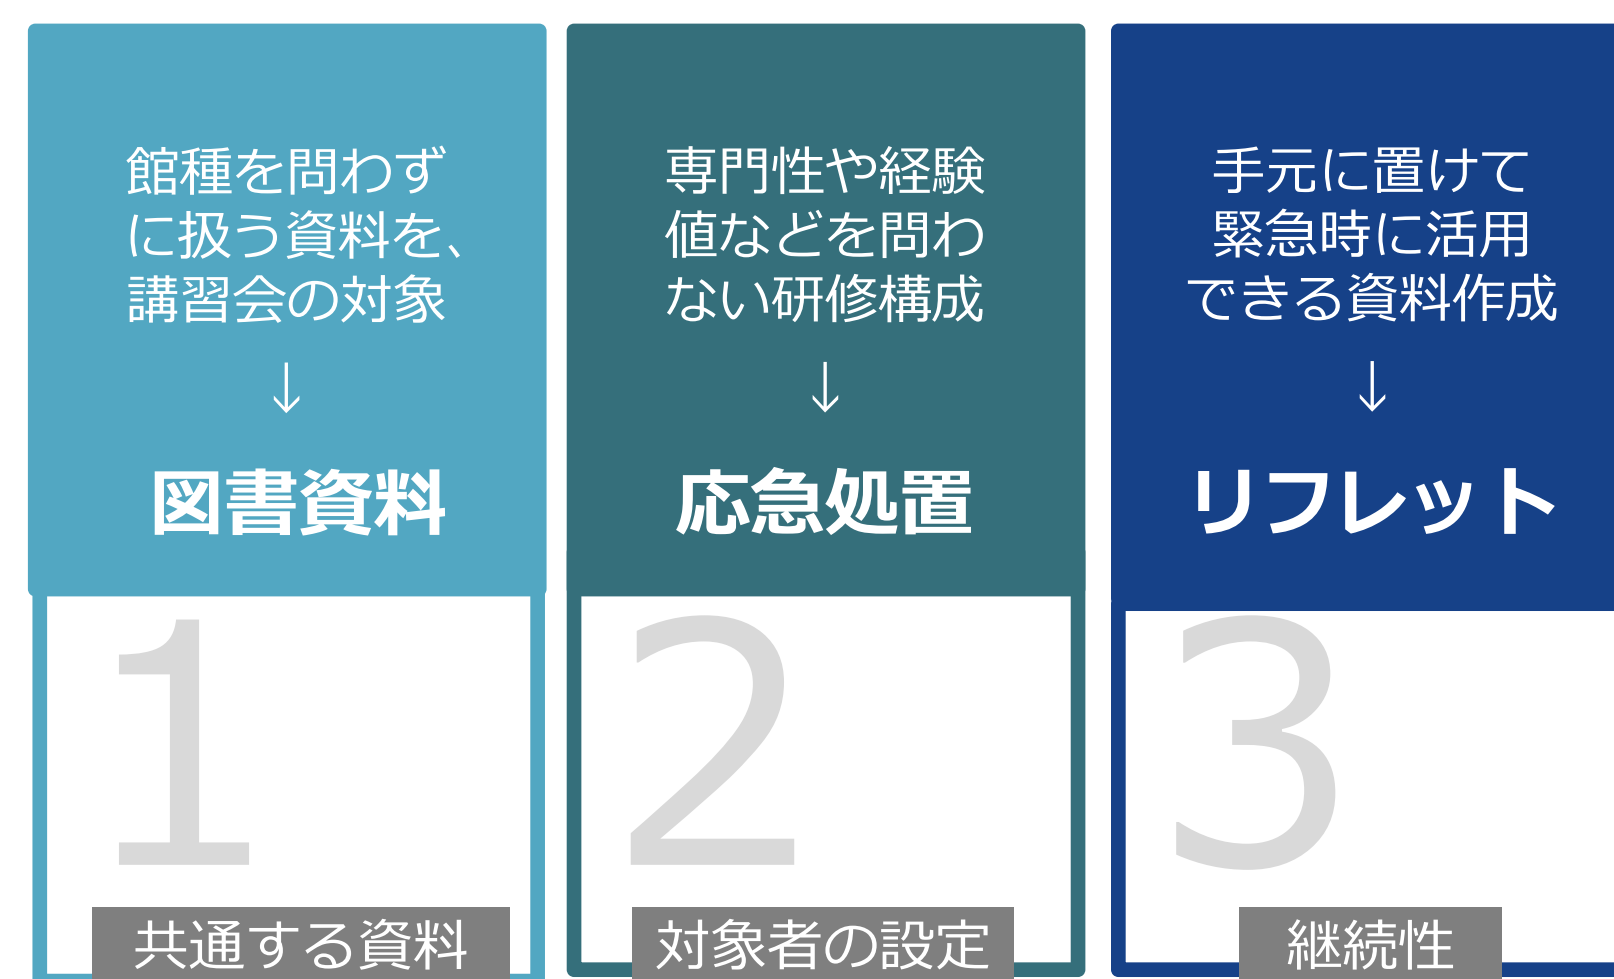 館種を問わず
に扱う資料を、
講習会の対象
↓
図書資料
1
共通する資料
専門性や経験
値などを問わ
ない研修構成
↓
応急処置
2
対象者の設定
手元に置けて
緊急時に活用
できる資料作成
↓
リフレット
3
継続性